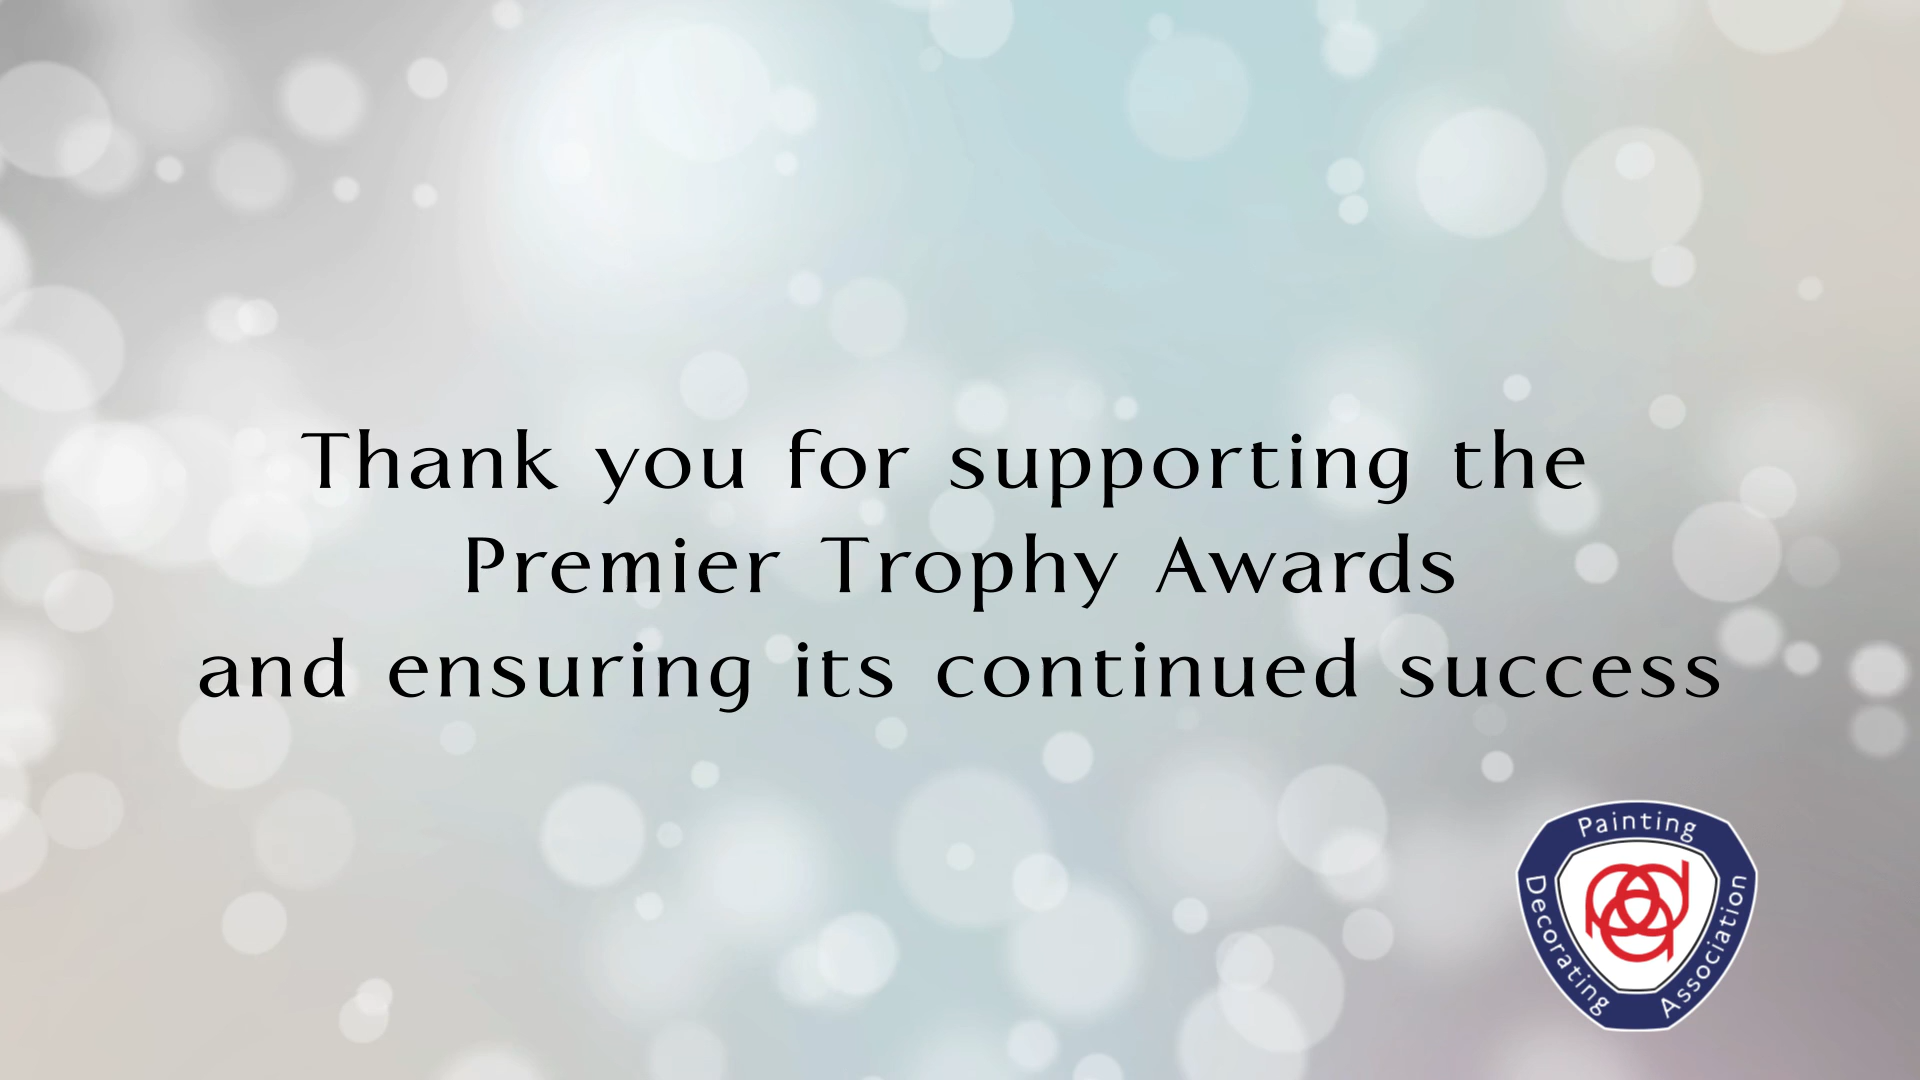 Thank you for supporting the
Premier Trophy Awards
and ensuring its continued success
Painting
Decorating
Association